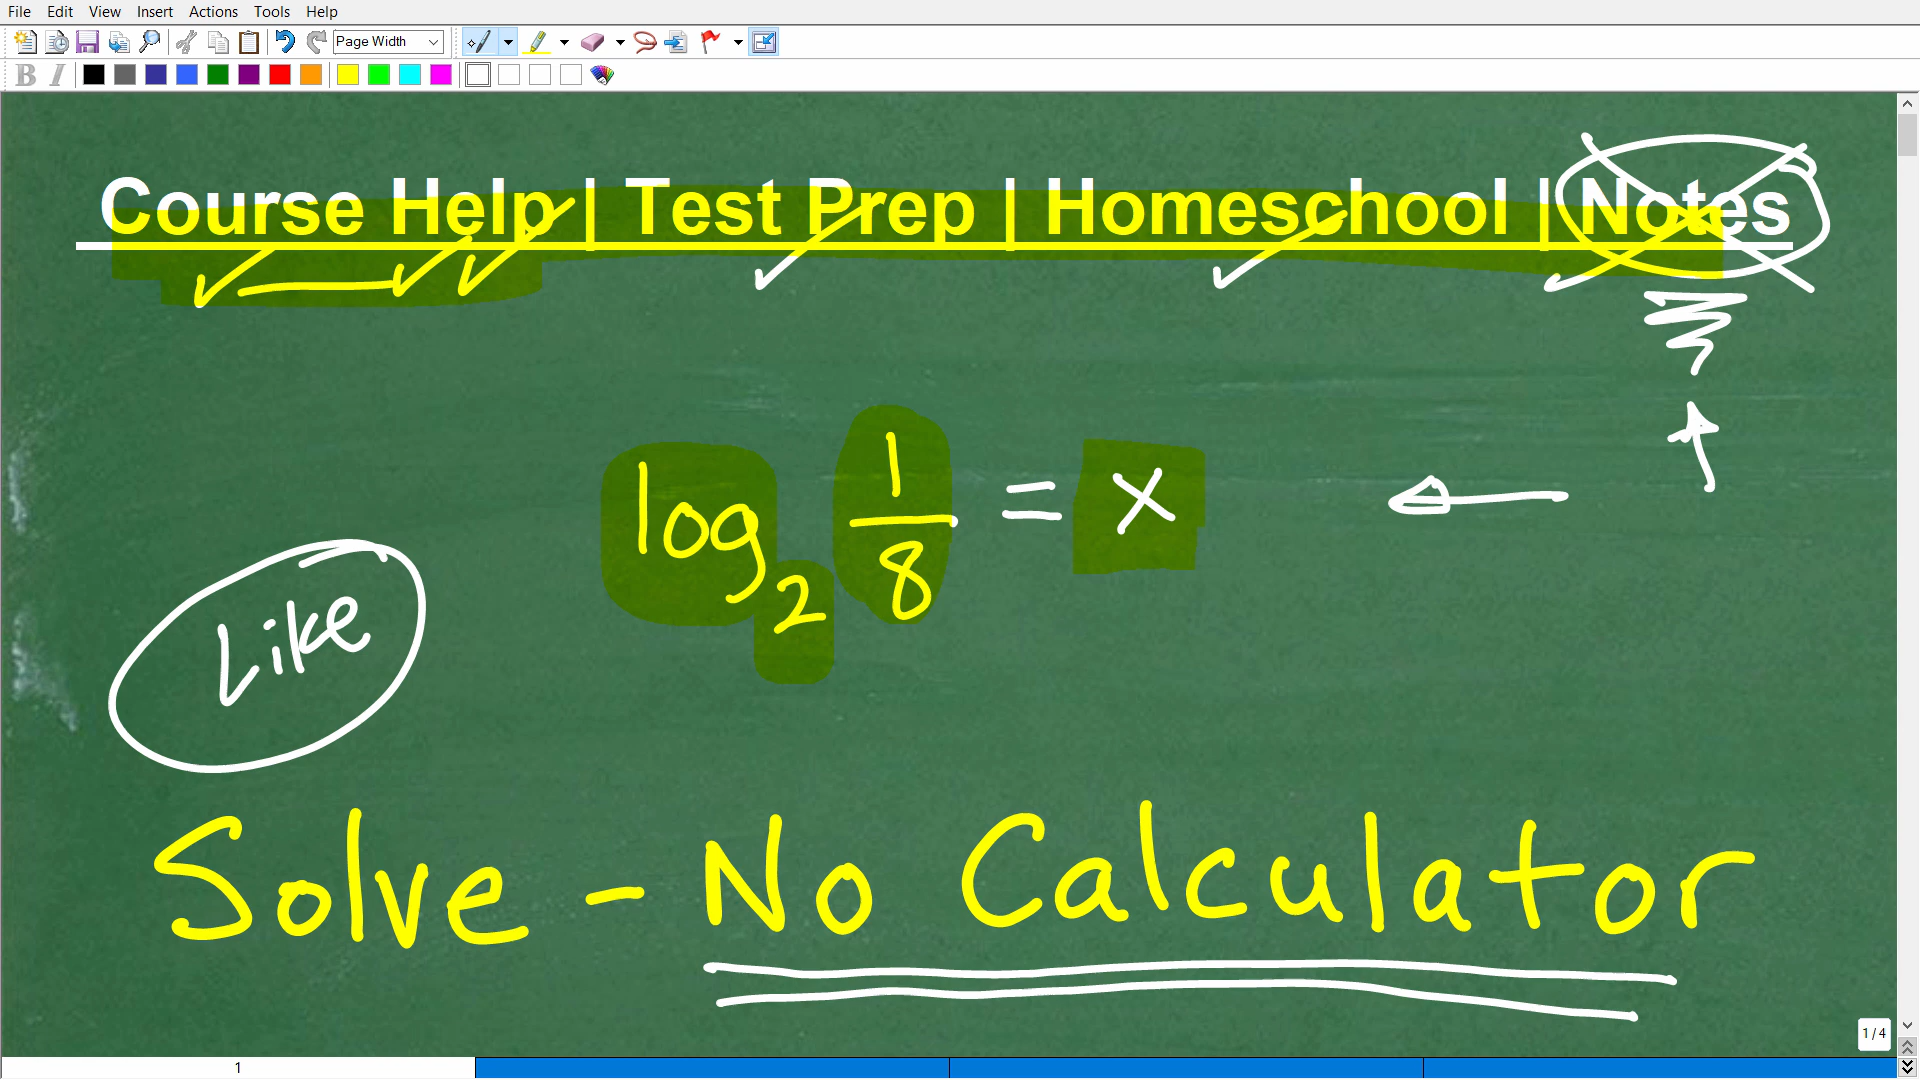 File Edit View Insert Actions Tools Help
Page Width
B I
Course Help | Test Prep | Homeschool | Notes
log₂ 1/8 = x
Like
Solve - No Calculator
1 / 4
1